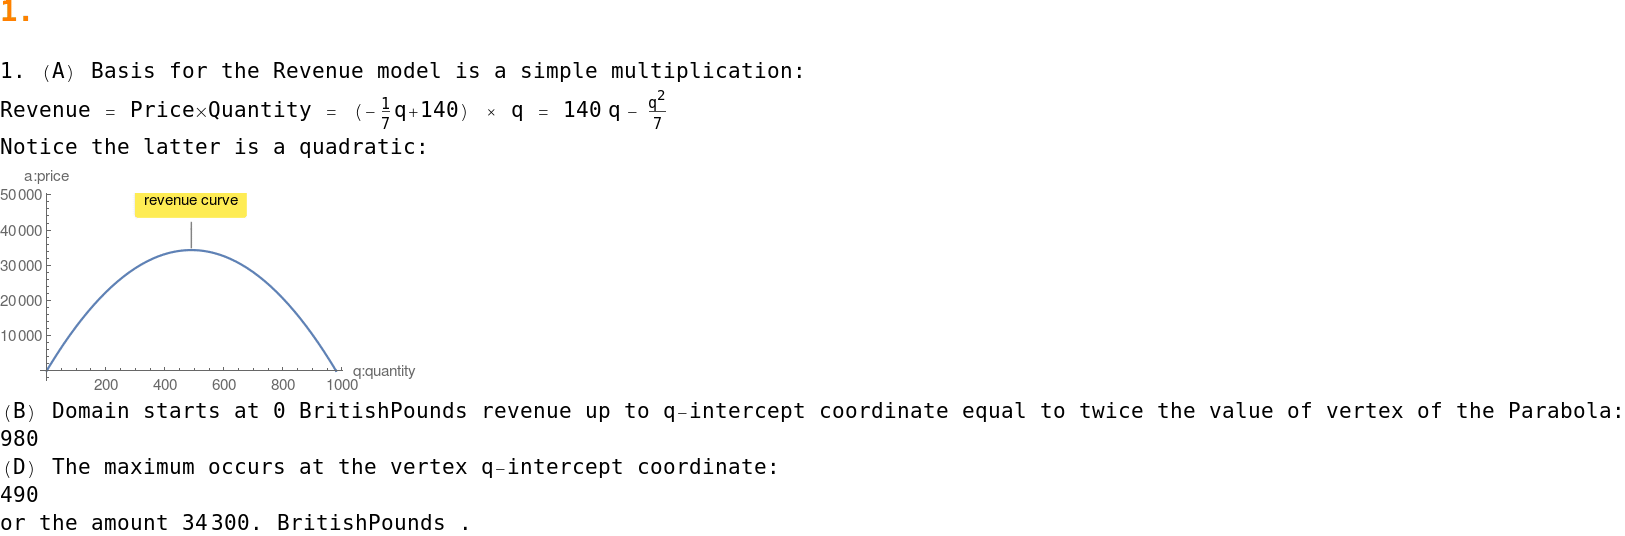 1.
1. (A) Basis for the Revenue model is a simple multiplication:
Revenue = Price×Quantity = (-1/7 q+140) × q = 140 q - q²/7
Notice the latter is a quadratic:
a:price
50000
revenue curve
40000
30000
20000
10000
200 400 600 800 1000
q:quantity
(B) Domain starts at 0 BritishPounds revenue up to q-intercept coordinate equal to twice the value of vertex of the Parabola:
980
(D) The maximum occurs at the vertex q-intercept coordinate:
490
or the amount 34300. BritishPounds .